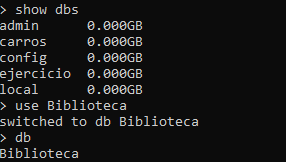 > show dbs
admin      0.000GB
carros     0.000GB
config     0.000GB
ejercicio  0.000GB
local      0.000GB
> use Biblioteca
switched to db Biblioteca
> db
Biblioteca